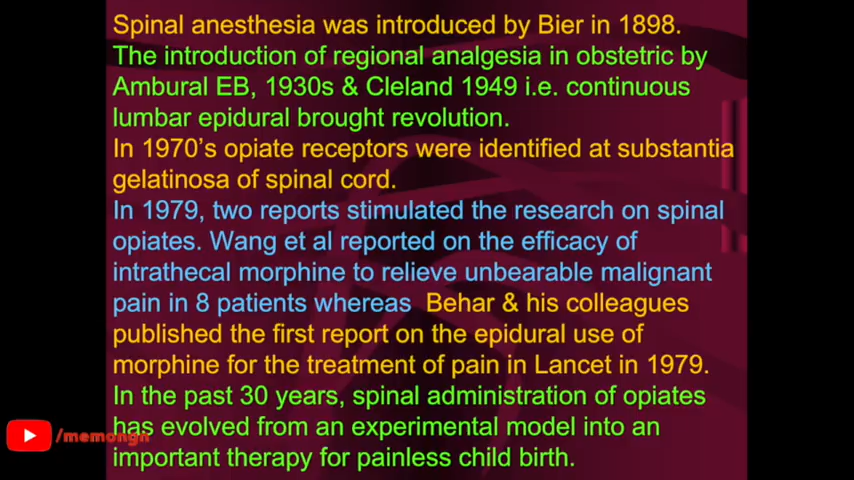 Spinal anesthesia was introduced by Bier in 1898.
The introduction of regional analgesia in obstetric by
Ambural EB, 1930s & Cleland 1949 i.e. continuous
lumbar epidural brought revolution.
In 1970's opiate receptors were identified at substantia
gelatinosa of spinal cord.
In 1979, two reports stimulated the research on spinal
opiates. Wang et al reported on the efficacy of
intrathecal morphine to relieve unbearable malignant
pain in 8 patients whereas Behar & his colleagues
published the first report on the epidural use of
morphine for the treatment of pain in Lancet in 1979.
In the past 30 years, spinal administration of opiates
has evolved from an experimental model into an
important therapy for painless child birth.
/memongn